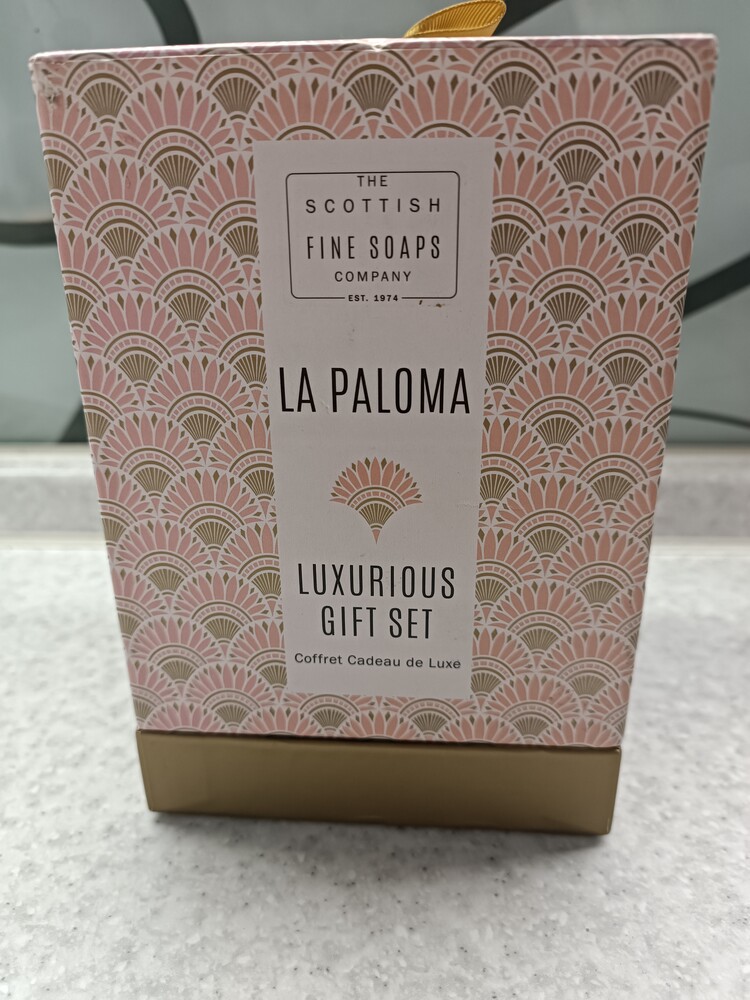 THE
SCOTTISH
FINE SOAPS
COMPANY
EST. 1974
LA PALOMA
LUXURIOUS
GIFT SET
Coffret Cadeau de Luxe